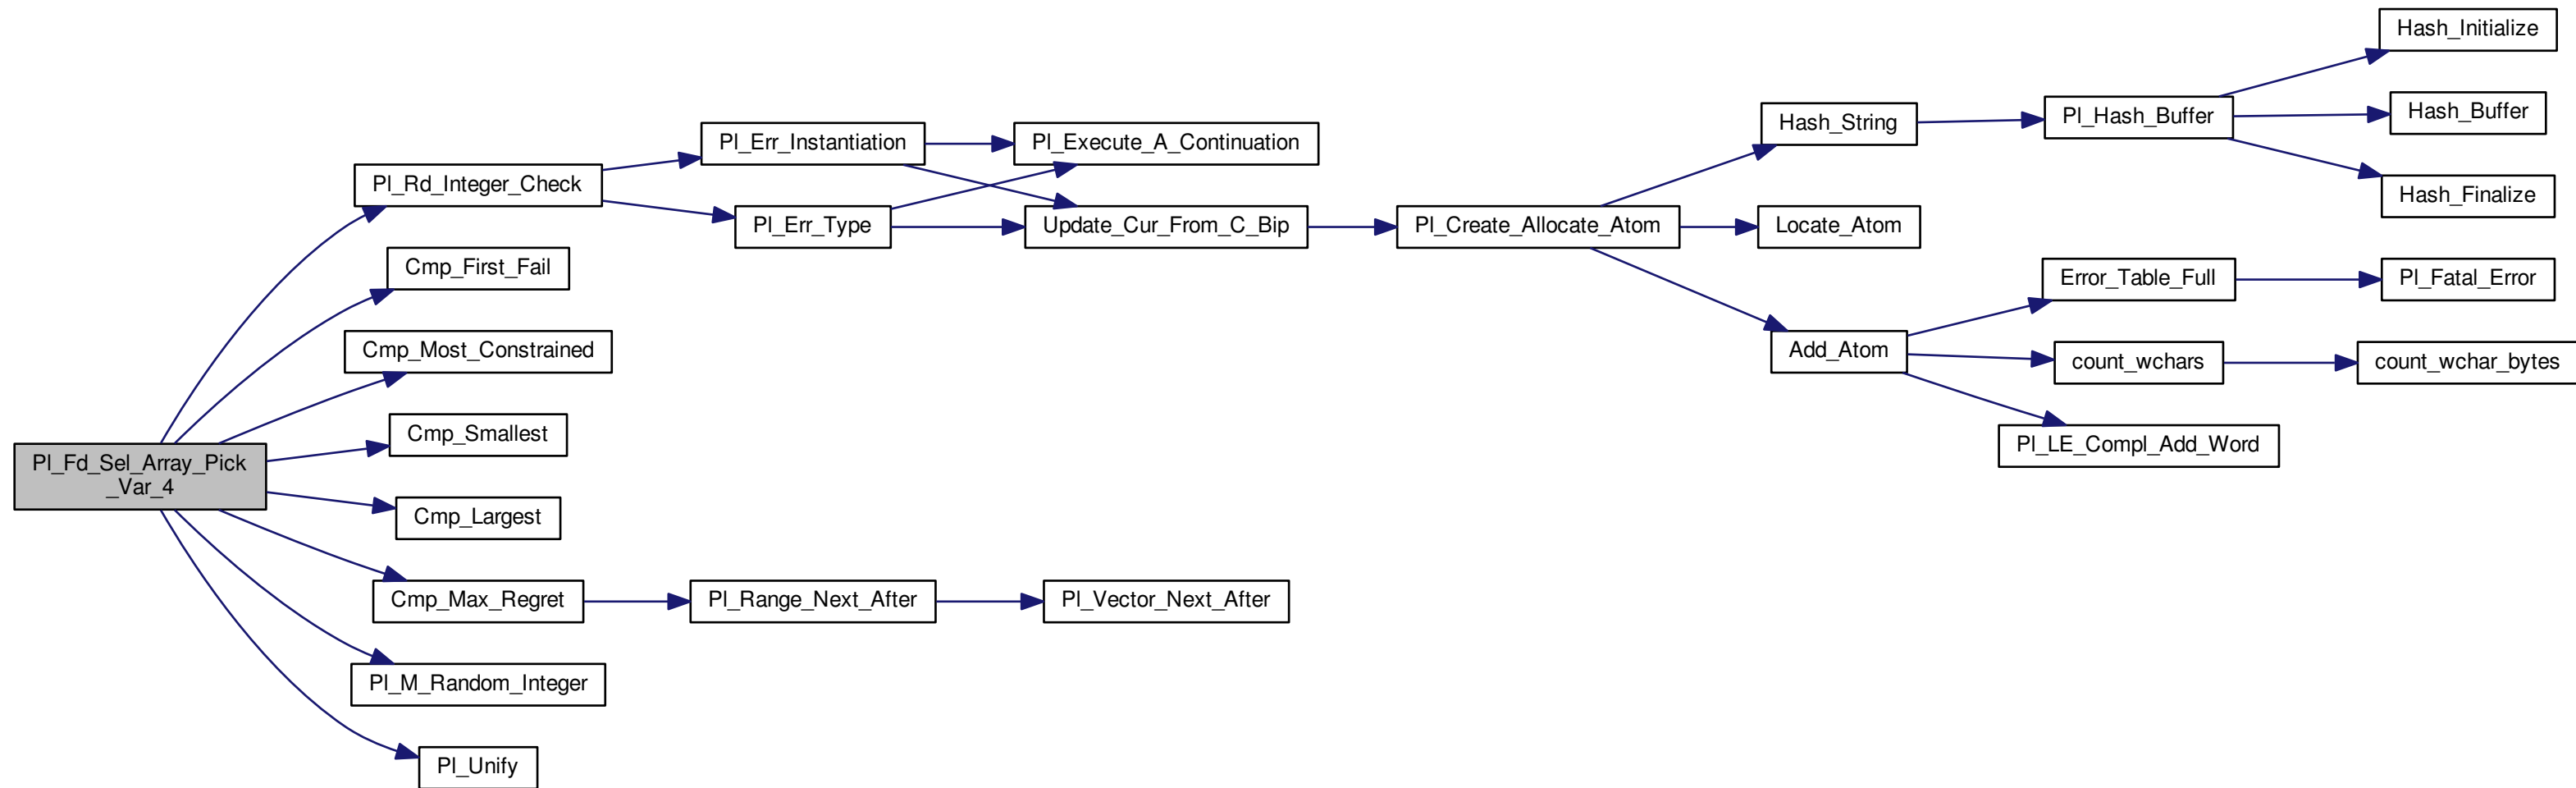 Pl_Fd_Sel_Array_Pick
_Var_4
Pl_Rd_Integer_Check
Cmp_First_Fail
Cmp_Most_Constrained
Cmp_Smallest
Cmp_Largest
Cmp_Max_Regret
Pl_M_Random_Integer
Pl_Unify
Pl_Err_Instantiation
Pl_Err_Type
Pl_Range_Next_After
Pl_Execute_A_Continuation
Update_Cur_From_C_Bip
Pl_Vector_Next_After
Pl_Create_Allocate_Atom
Hash_String
Locate_Atom
Add_Atom
Pl_Hash_Buffer
Error_Table_Full
count_wchars
Pl_LE_Compl_Add_Word
Hash_Initialize
Hash_Buffer
Hash_Finalize
Pl_Fatal_Error
count_wchar_bytes